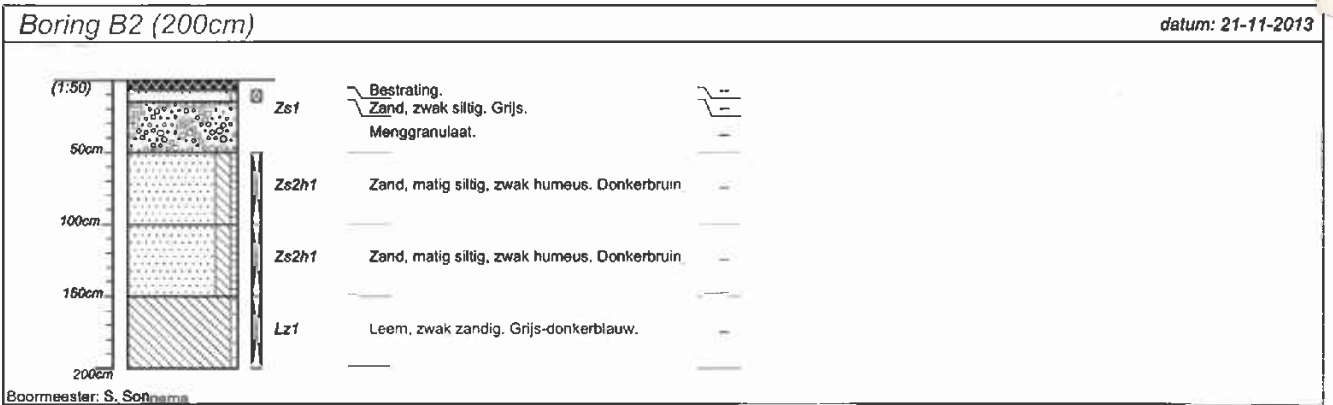 Boring B2 (200cm)
datum: 21-11-2013
(1:50)
Bestrating.
--
Zs1
Zand, zwak siltig. Grijs.
--
Menggranulaat.
--
50cm
Zs2h1
Zand, matig siltig, zwak humeus. Donkerbruin
--
100cm
Zs2h1
Zand, matig siltig, zwak humeus. Donkerbruin
--
150cm
Lz1
Leem, zwak zandig. Grijs-donkerblauw.
--
200cm
Boormeester: S. Sonnema